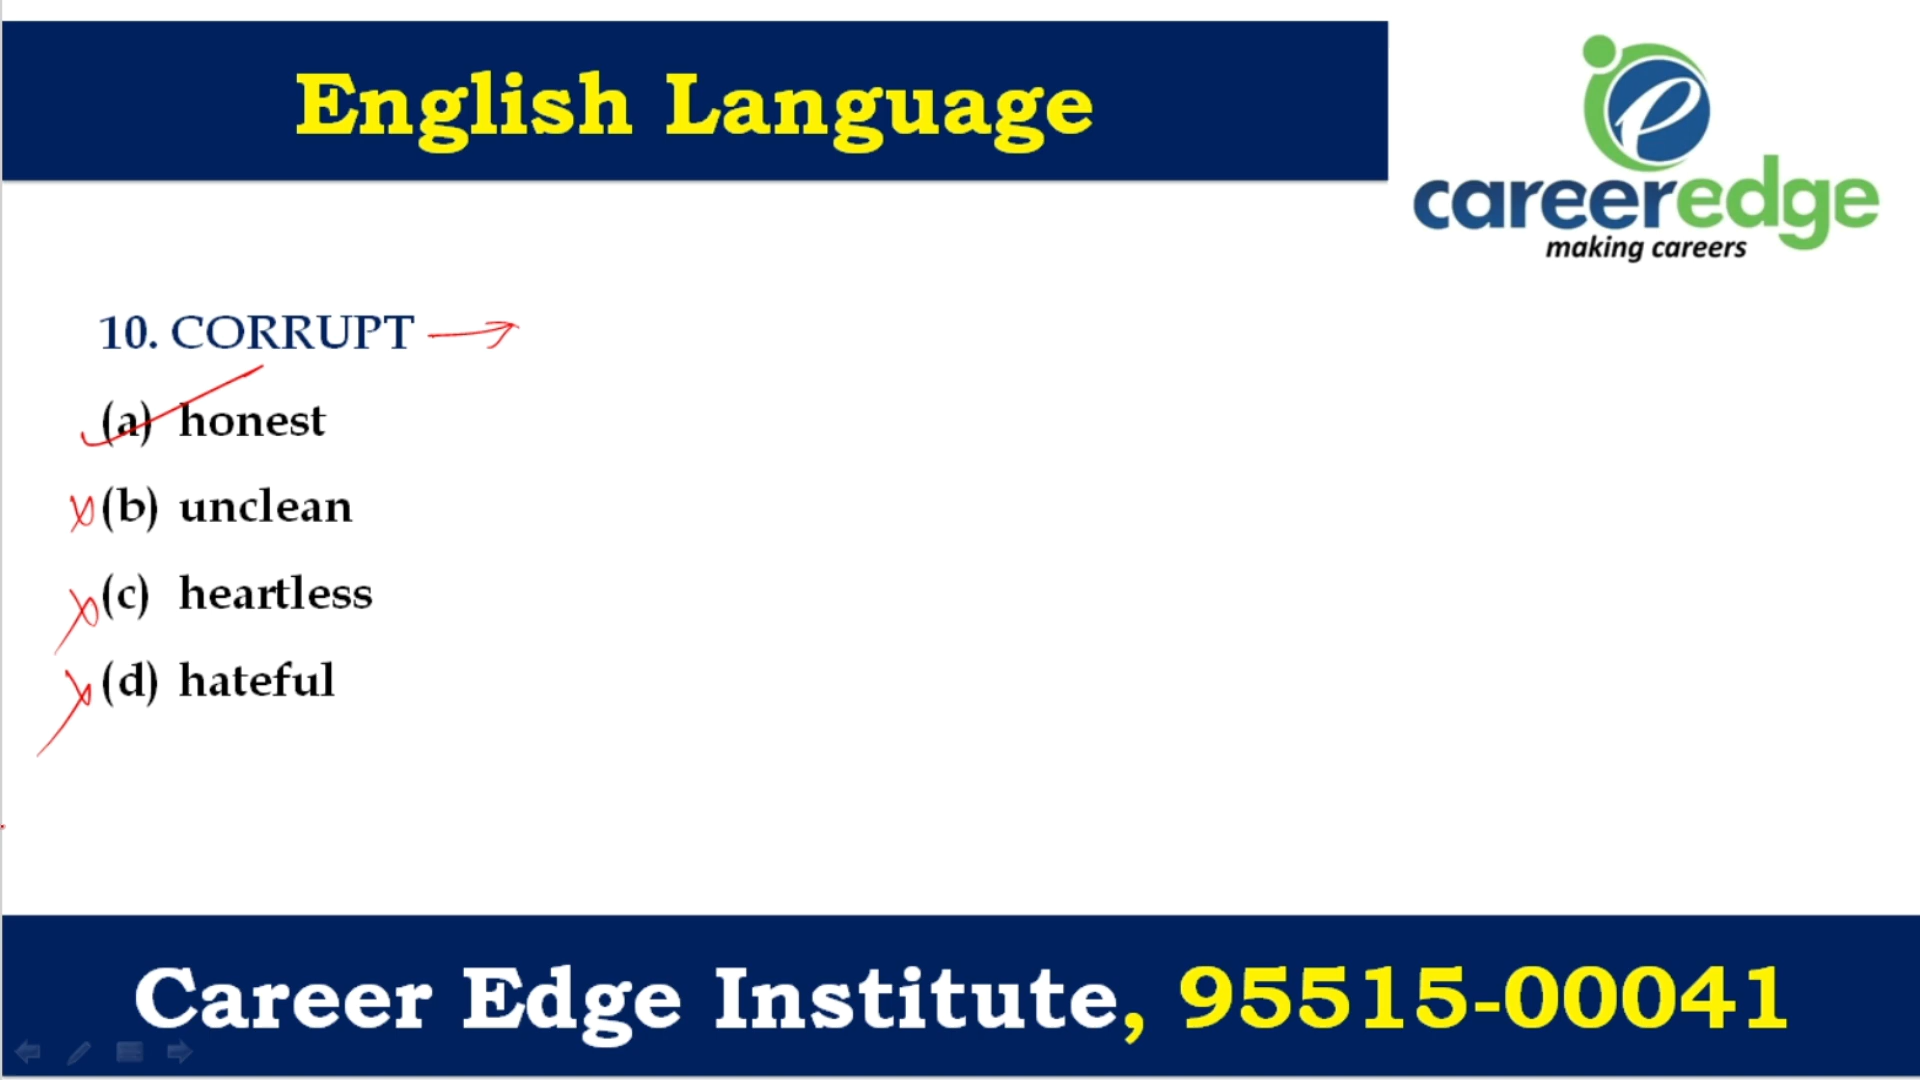 English Language
careeredge
making careers
10. CORRUPT
(a) honest
(b) unclean
(c) heartless
(d) hateful
Career Edge Institute, 95515-00041